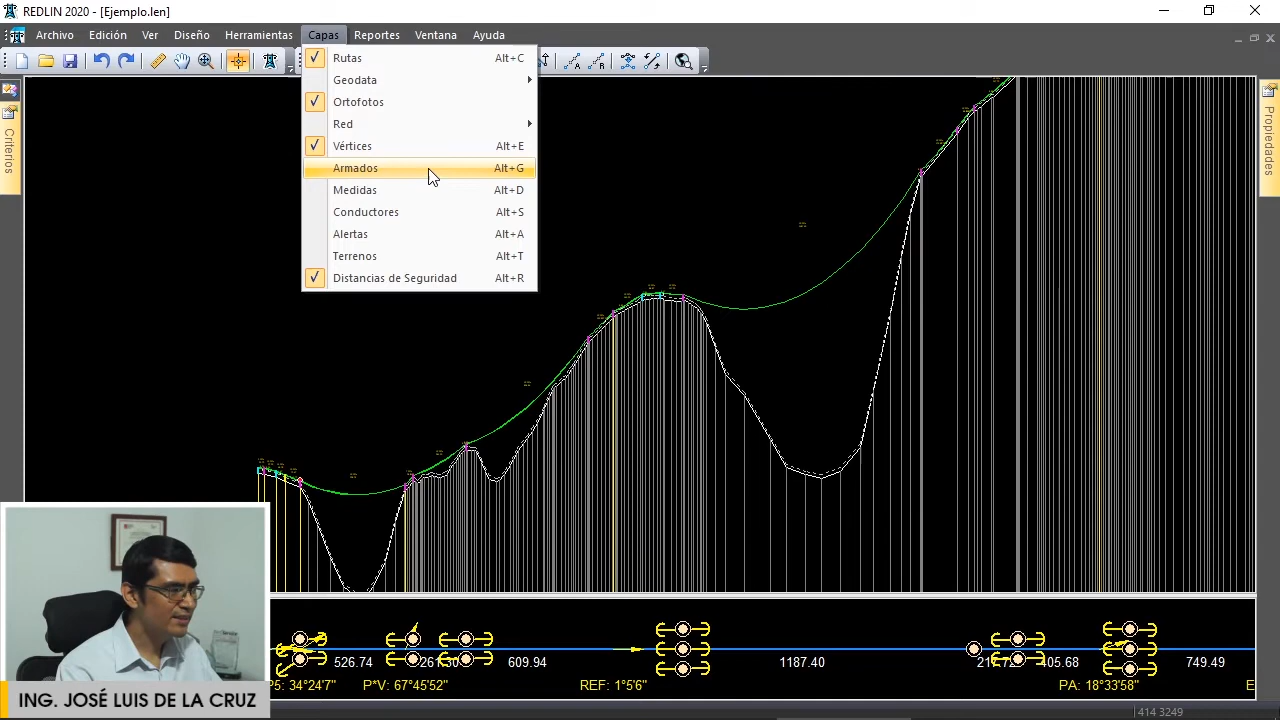 REDLIN 2020 - [Ejemplo.len]
Archivo Edición Ver Diseño Herramientas Capas Reportes Ventana Ayuda
Rutas Alt+C
Geodata
Ortofotos
Red
Vértices Alt+E
Armados Alt+G
Medidas Alt+D
Conductores Alt+S
Alertas Alt+A
Terrenos Alt+T
Distancias de Seguridad Alt+R
Criterios
Propiedades
526.74 609.94 1187.40 405.68 749.49
34°24'7" P*V: 67°45'52" REF: 1°5'6" PA: 18°33'58"
ING. JOSÉ LUIS DE LA CRUZ
414 3249